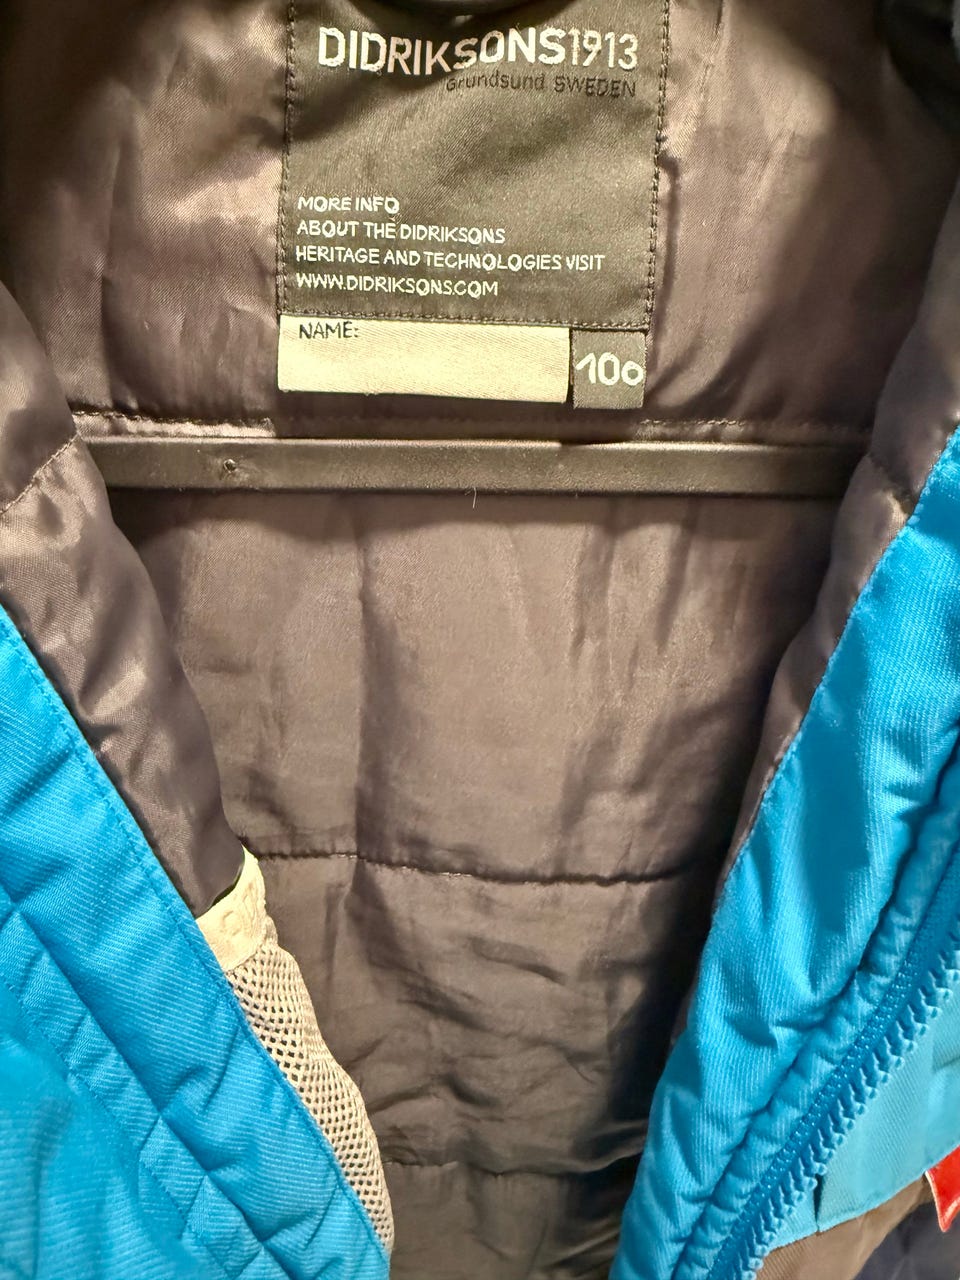 DIDRIKSONS1913
Grundsund SWEDEN
MORE INFO
ABOUT THE DIDRIKSONS
HERITAGE AND TECHNOLOGIES VISIT
WWW.DIDRIKSONS.COM
NAME:
100